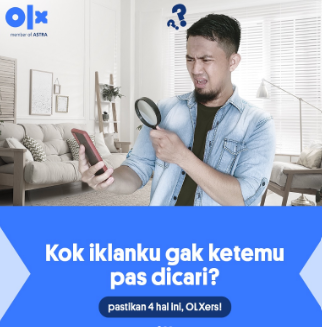 olx
member of ASTRA
???
Kok iklanku gak ketemu
pas dicari?
pastikan 4 hal ini, OLXers!